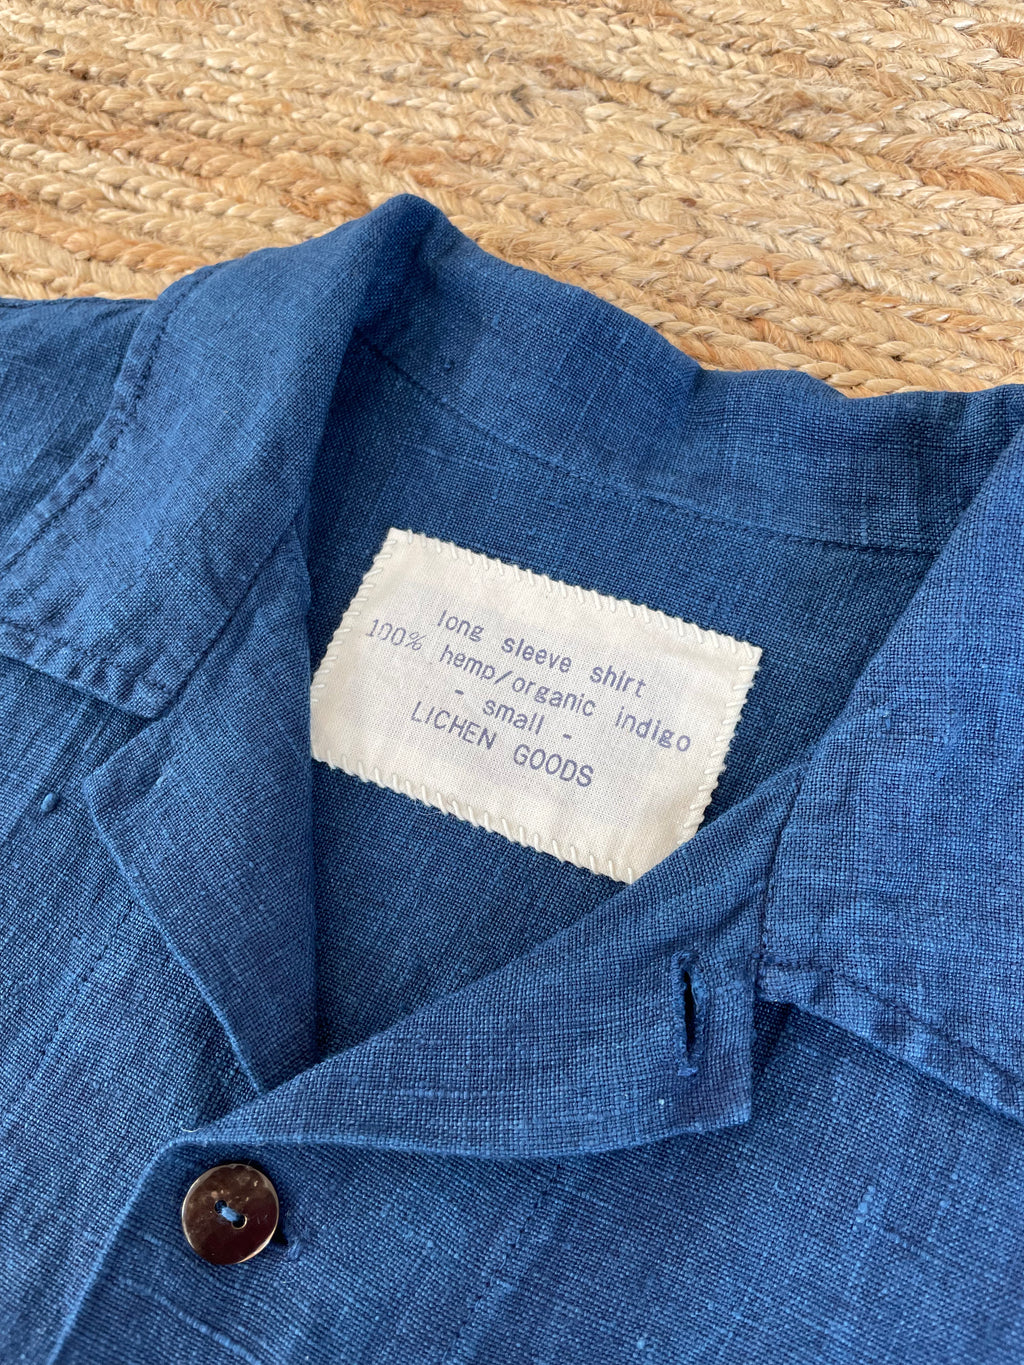 long sleeve shirt
100% hemp/organic indigo
- small -
LICHEN GOODS